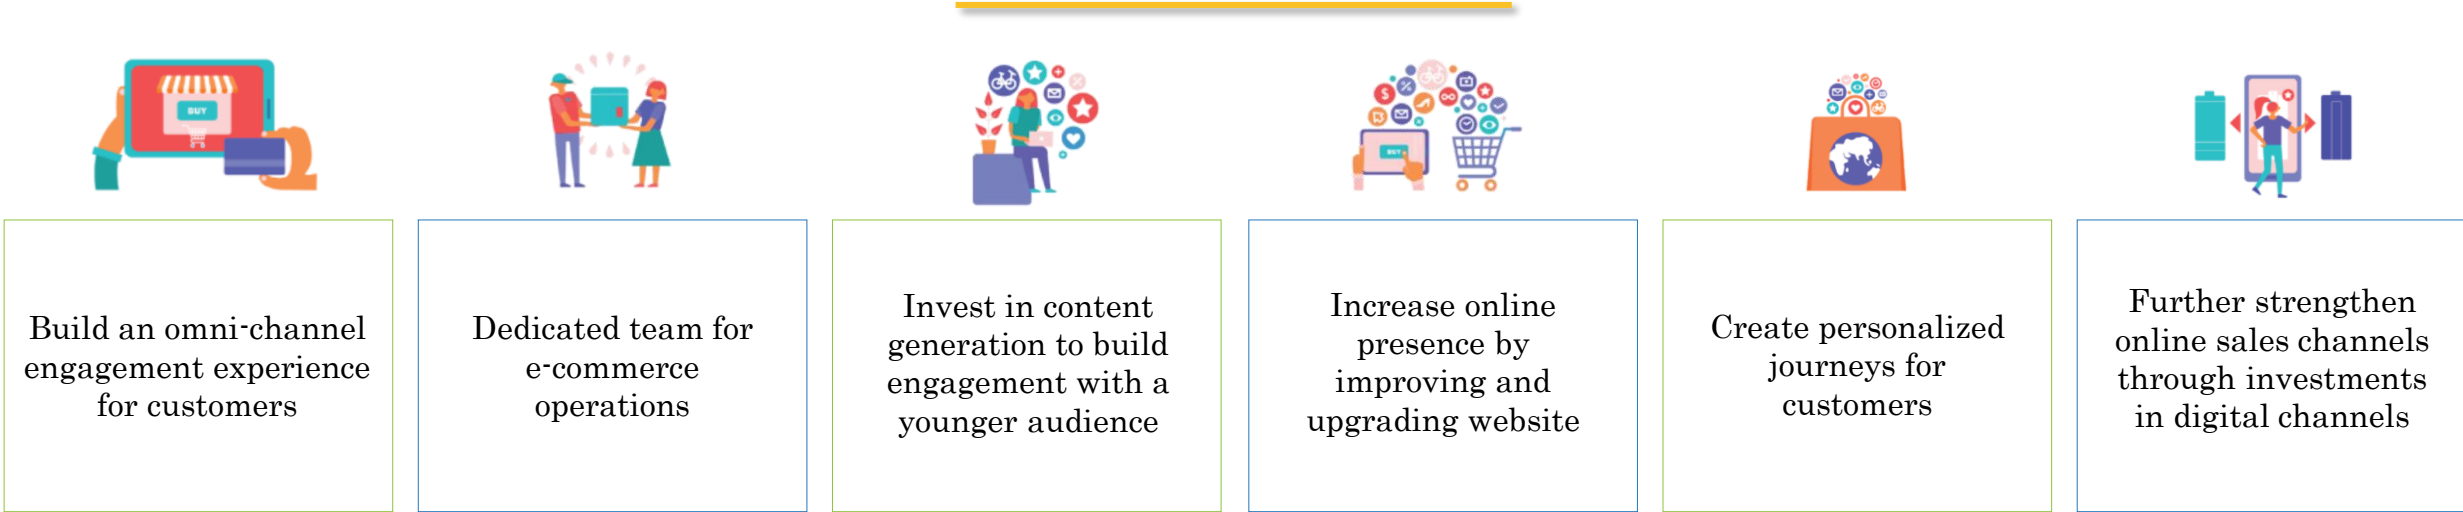 BUY
BUY
Build an omni-channel
engagement experience
for customers
Dedicated team for
e-commerce
operations
Invest in content
generation to build
engagement with a
younger audience
Increase online
presence by
improving and
upgrading website
Create personalized
journeys for
customers
Further strengthen
online sales channels
through investments
in digital channels